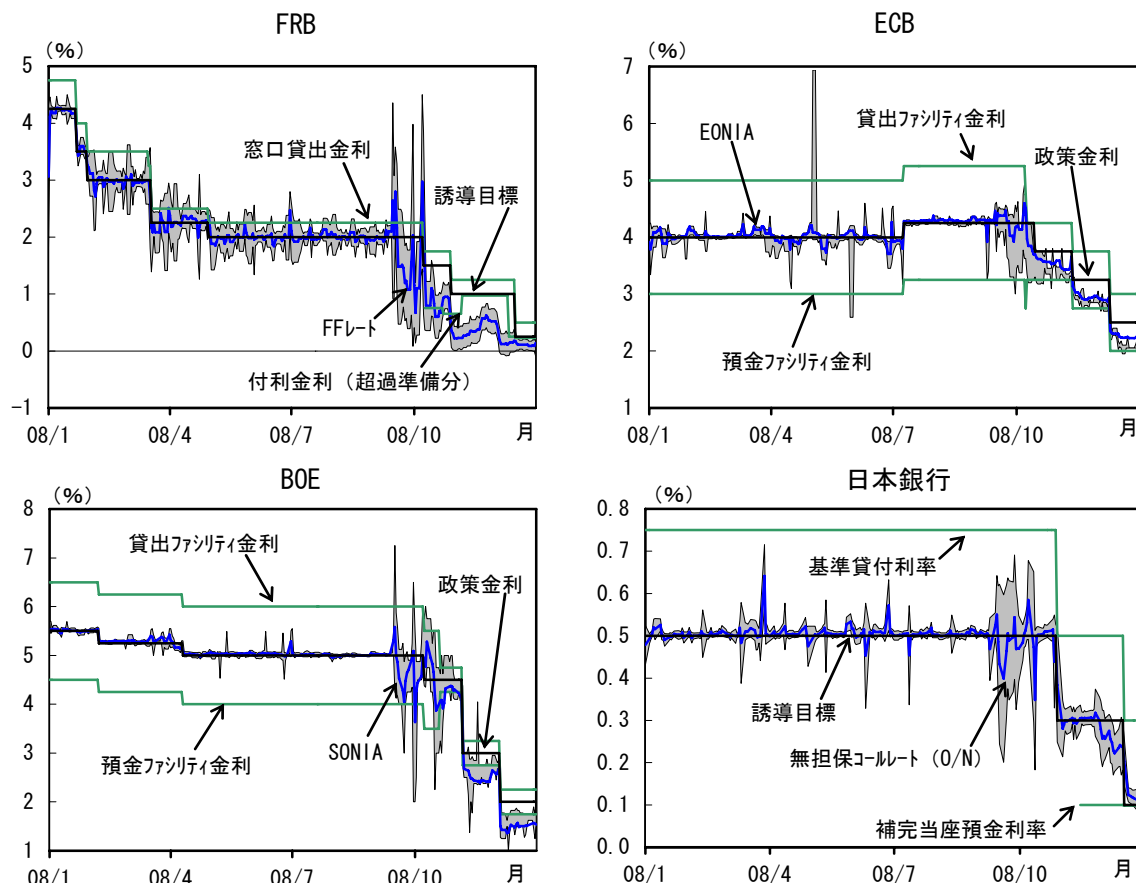 FRB
(%)
5
4
3
2
1
0
-1
窓口貸出金利
誘導目標
FFレート
付利金利（超過準備分）
08/1
08/4
08/7
08/10
月
ECB
(%)
7
6
5
4
3
2
1
EONIA
貸出ファシリティ金利
政策金利
預金ファシリティ金利
08/1
08/4
08/7
08/10
月
BOE
(%)
8
7
6
5
4
3
2
1
貸出ファシリティ金利
政策金利
預金ファシリティ金利
SONIA
08/1
08/4
08/7
08/10
月
日本銀行
(%)
0.8
0.7
0.6
0.5
0.4
0.3
0.2
0.1
0.0
基準貸付利率
誘導目標
無担保コールレート（O/N）
補完当座預金利率
08/1
08/4
08/7
08/10
月